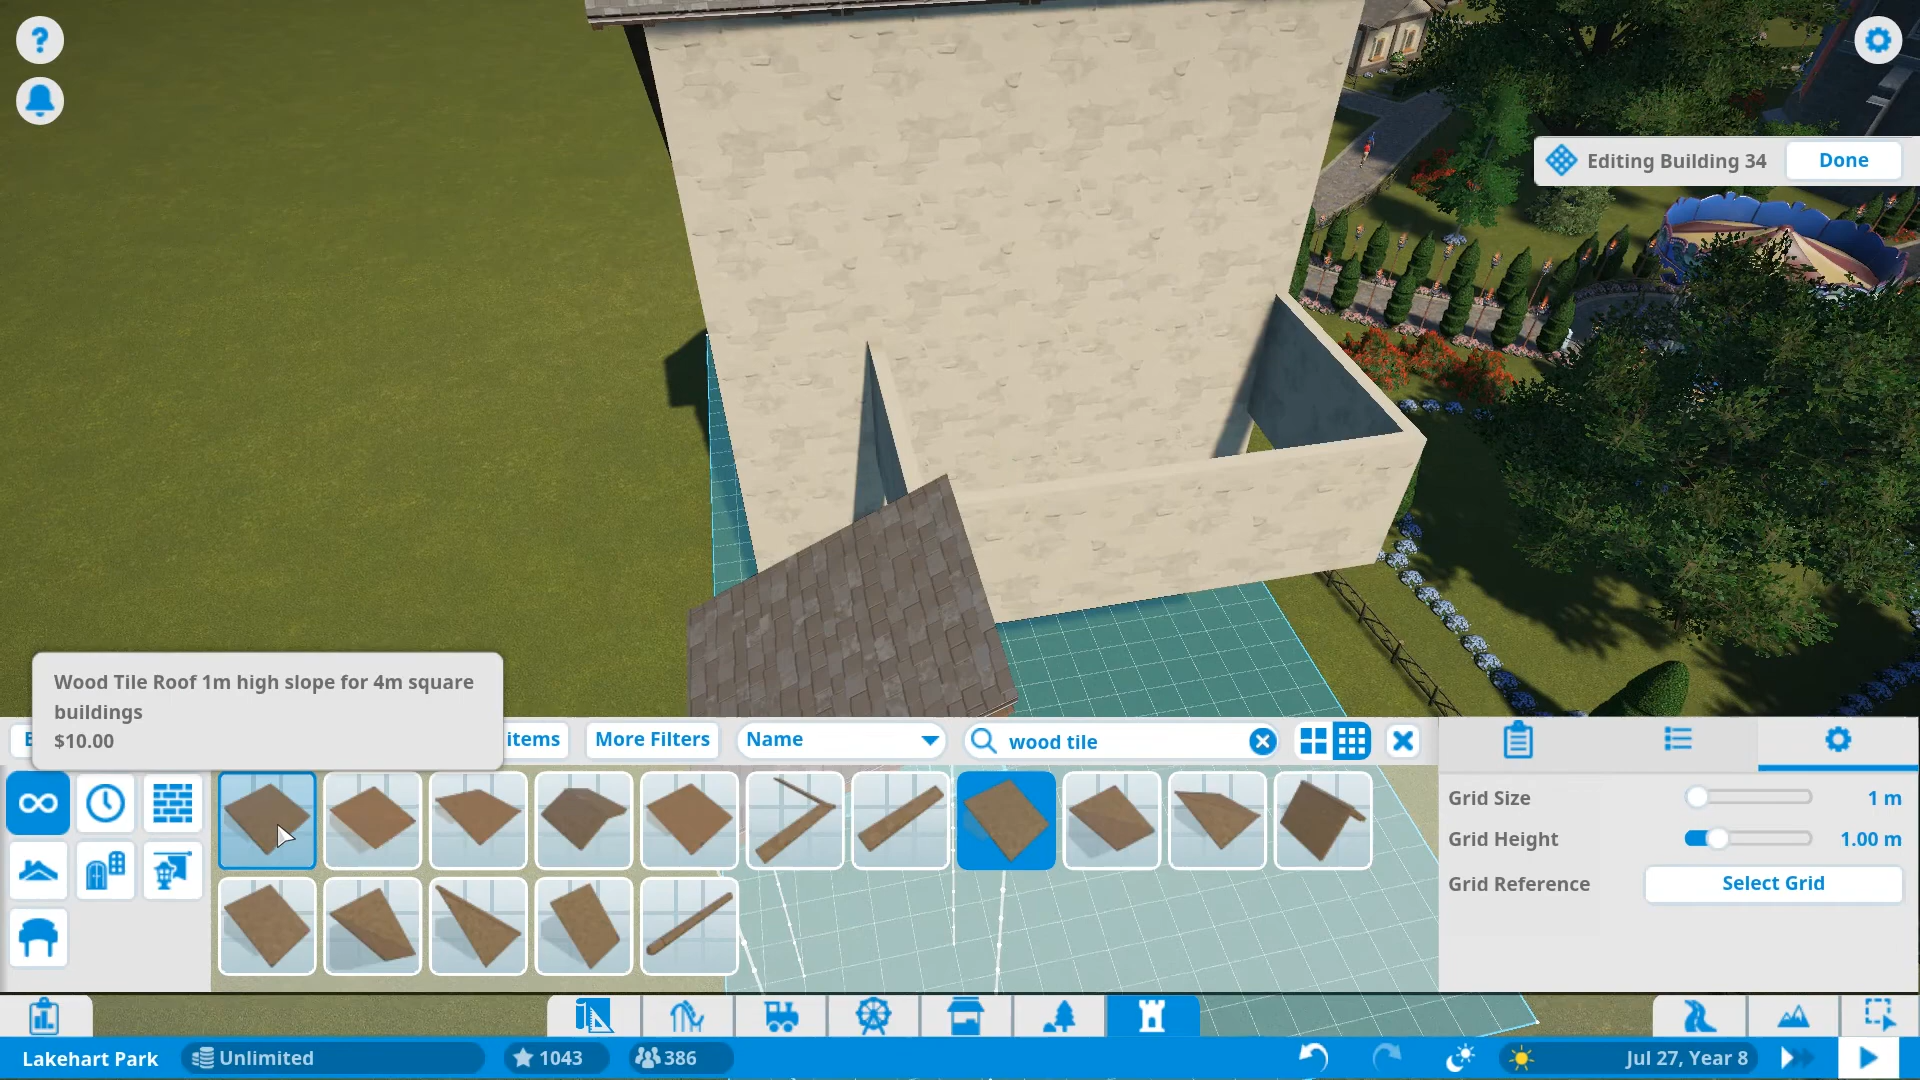 ?
Editing Building 34
Done
Wood Tile Roof 1m high slope for 4m square
buildings
$10.00
items
More Filters
Name
wood tile
Grid Size
1 m
Grid Height
1.00 m
Grid Reference
Select Grid
Lakehart Park
Unlimited
1043
386
Jul 27, Year 8